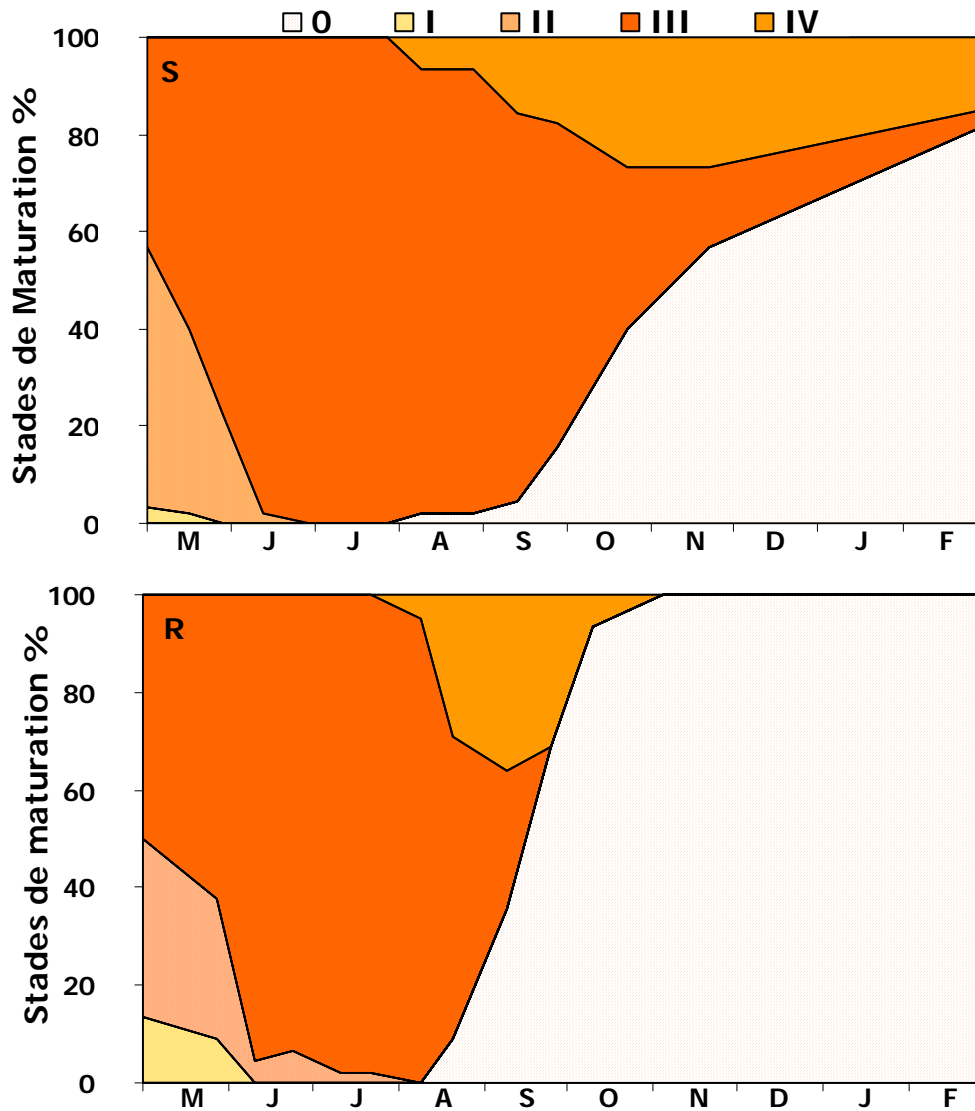 0 I II III IV
100
S
80
60
40
20
0
Stades de Maturation %
M J J A S O N D J F
100
R
80
60
40
20
0
Stades de maturation %
M J J A S O N D J F